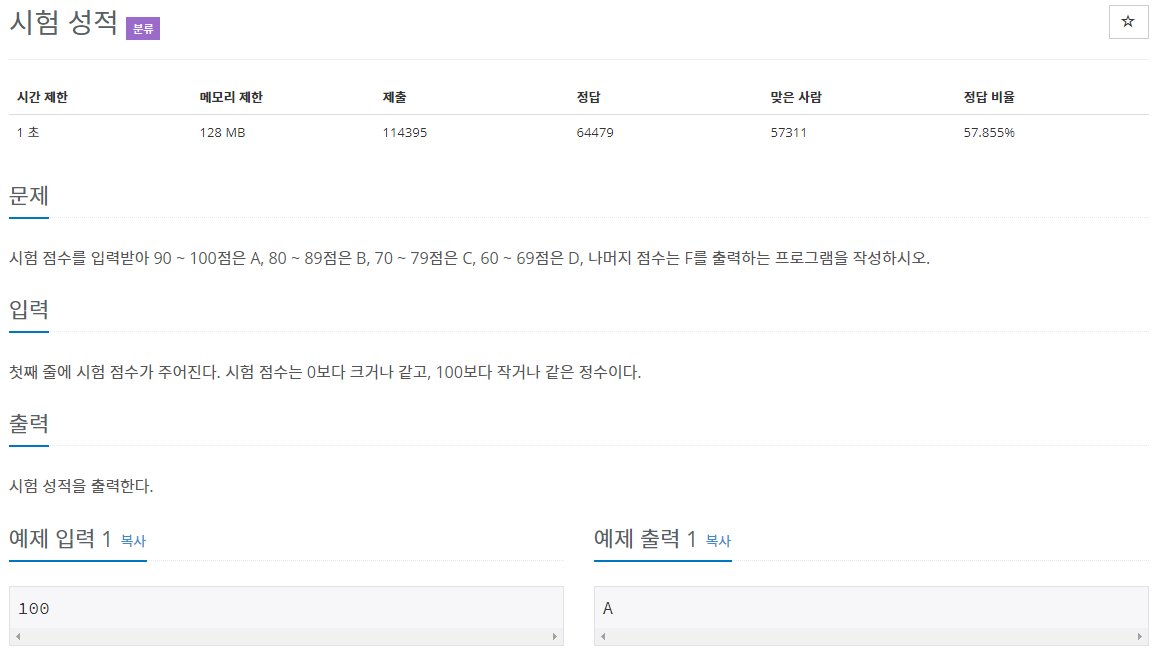 시험 성적 분류
☆
시간 제한 메모리 제한 제출 정답 맞은 사람 정답 비율
1 초 128 MB 114395 64479 57311 57.855%
문제
시험 점수를 입력받아 90 ~ 100점은 A, 80 ~ 89점은 B, 70 ~ 79점은 C, 60 ~ 69점은 D, 나머지 점수는 F를 출력하는 프로그램을 작성하시오.
입력
첫째 줄에 시험 점수가 주어진다. 시험 점수는 0보다 크거나 같고, 100보다 작거나 같은 정수이다.
출력
시험 성적을 출력한다.
예제 입력 1 복사
100
예제 출력 1 복사
A